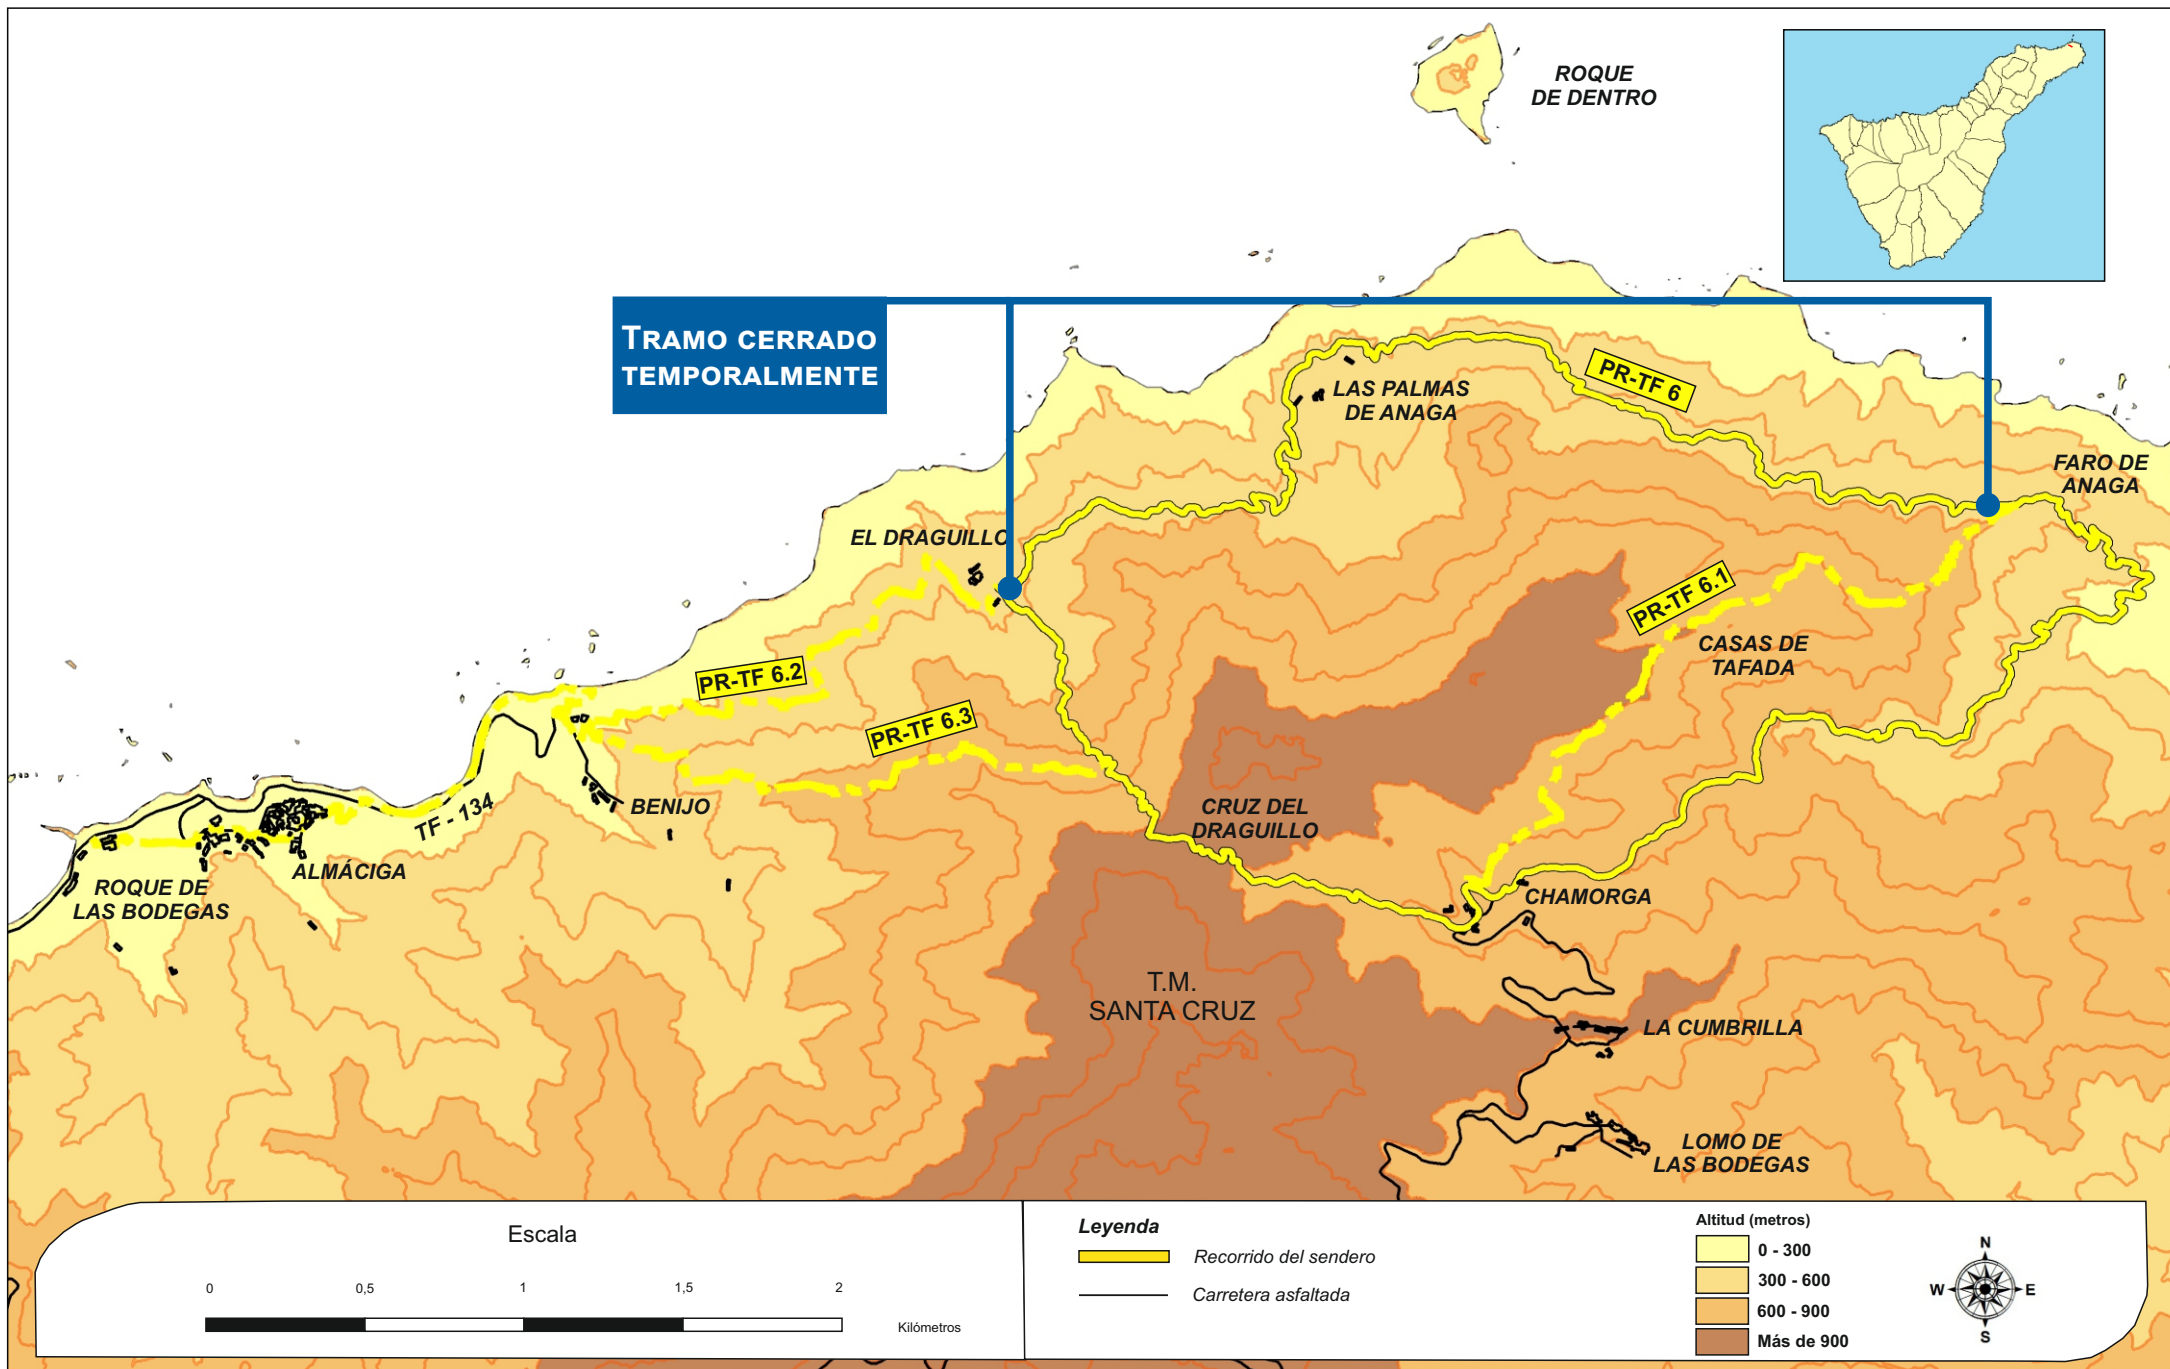 ROQUE
DE DENTRO
TRAMO CERRADO
TEMPORALMENTE
PR-TF 6
LAS PALMAS
DE ANAGA
FARO DE
ANAGA
EL DRAGUILLO
PR-TF 6.1
CASAS DE
TAFADA
PR-TF 6.2
PR-TF 6.3
BENIJO
TF - 134
CRUZ DEL
DRAGUILLO
ALMÁCIGA
ROQUE DE
LAS BODEGAS
CHAMORGA
T.M.
SANTA CRUZ
LA CUMBRILLA
LOMO DE
LAS BODEGAS
Escala
0 0,5 1 1,5 2
Kilómetros
Leyenda
Recorrido del sendero
Carretera asfaltada
Altitud (metros)
0 - 300
300 - 600
600 - 900
Más de 900
N
W E
S